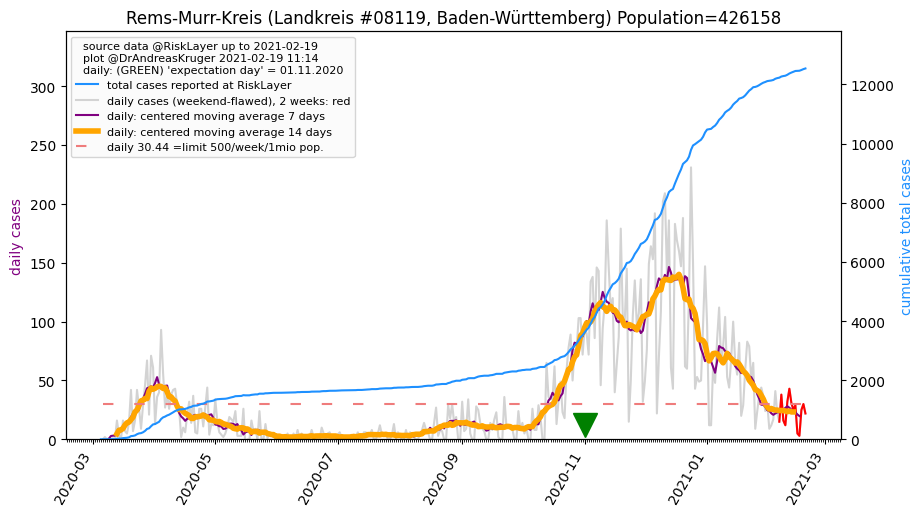 Rems-Murr-Kreis (Landkreis #08119, Baden-Württemberg) Population=426158
source data @RiskLayer up to 2021-02-19
plot @DrAndreasKruger 2021-02-19 11:14
daily: (GREEN) 'expectation day' = 01.11.2020
total cases reported at RiskLayer
daily cases (weekend-flawed), 2 weeks: red
daily: centered moving average 7 days
daily: centered moving average 14 days
daily 30.44 =limit 500/week/1mio pop.
daily cases
300
250
200
150
100
50
0
12000
10000
8000
6000
4000
2000
0
cumulative total cases
2020-03
2020-05
2020-07
2020-09
2020-11
2021-01
2021-03